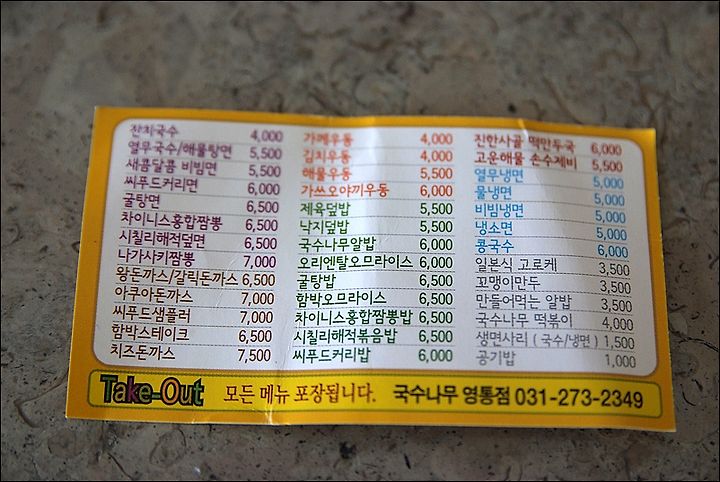 잔치국수 4,000
열무국수/해물탕면 5,500
새콤달콤 비빔면 5,500
씨푸드커리면 6,000
굴탕면 6,500
차이니스홍합짬뽕 6,500
시칠리해적덮면 6,500
나가사키짬뽕 7,000
왕돈까스/갈릭돈까스 6,500
아쿠아돈까스 7,000
씨푸드샘플러 7,000
함박스테이크 6,500
치즈돈까스 7,500
가께우동 4,000
김치우동 4,000
해물우동 5,500
가쓰오야끼우동 6,000
제육덮밥 5,500
낙지덮밥 5,500
국수나무알밥 6,000
오리엔탈오므라이스 6,000
굴탕밥 6,500
함박오므라이스 6,500
차이니스홍합짬뽕밥 6,500
시칠리해적볶음밥 6,500
씨푸드커리밥 6,000
진한사골 떡만두국 6,000
고운해물 손수제비 5,500
열무냉면 5,000
물냉면 5,000
비빔냉면 5,000
냉소면 5,000
콩국수 6,000
일본식 고로케 3,500
꼬맹이만두 3,500
만들어먹는 알밥 3,500
국수나무 떡볶이 4,000
생면사리 ( 국수/냉면 ) 1,500
공기밥 1,000
Take-Out 모든 메뉴 포장됩니다. 국수나무 영통점 031-273-2349